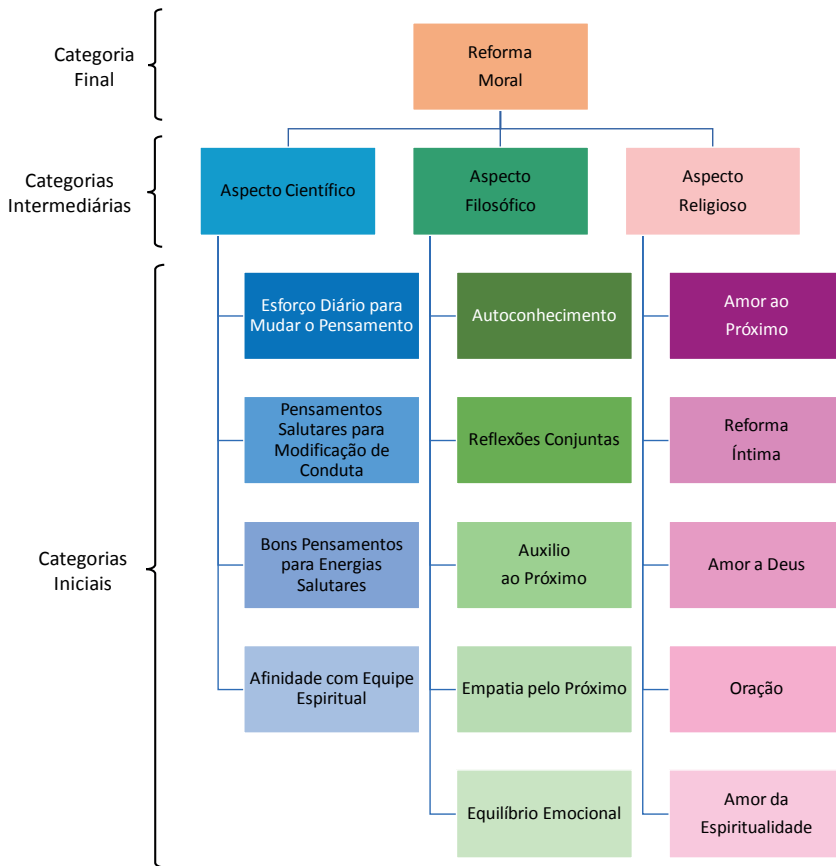 Categoria
Final
Reforma
Moral
Categorias
Intermediárias
Aspecto Científico
Aspecto
Filosófico
Aspecto
Religioso
Categorias
Iniciais
Esforço Diário para
Mudar o Pensamento
Autoconhecimento
Amor ao
Próximo
Pensamentos
Salutares para
Modificação de
Conduta
Reflexões Conjuntas
Reforma
Íntima
Bons Pensamentos
para Energias
Salutares
Auxilio
ao Próximo
Amor a Deus
Afinidade com Equipe
Espiritual
Empatia pelo Próximo
Oração
Equilíbrio Emocional
Amor da
Espiritualidade